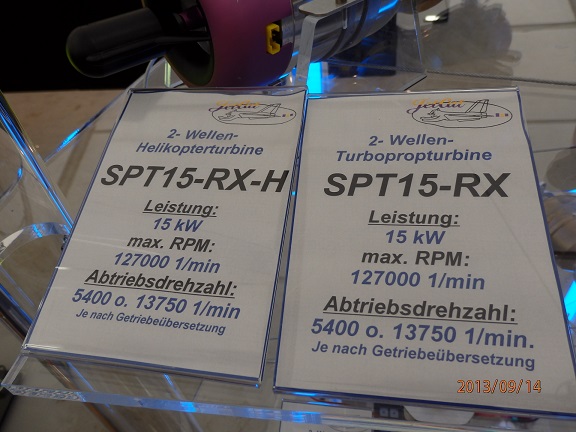 2- Wellen-
Helikopterturbine
SPT15-RX-H
Leistung:
15 kW
max. RPM:
127000 1/min
Abtriebsdrehzahl:
5400 o. 13750 1/min
Je nach Getriebeübersetzung
2- Wellen-
Turbopropturbine
SPT15-RX
Leistung:
15 kW
max. RPM:
127000 1/min
Abtriebsdrehzahl:
5400 o. 13750 1/min.
Je nach Getriebeübersetzung
2013/09/14